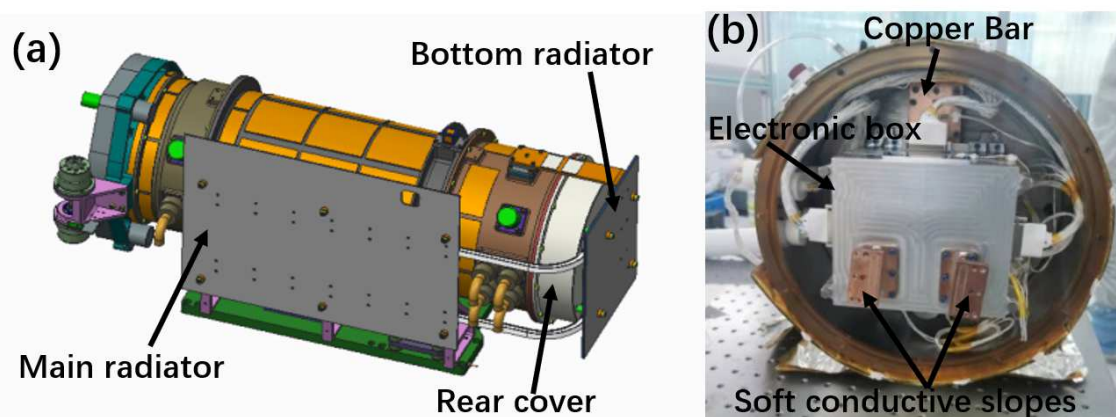 (a)
Bottom radiator
Main radiator
Rear cover
(b)
Copper Bar
Electronic box
Soft conductive slopes